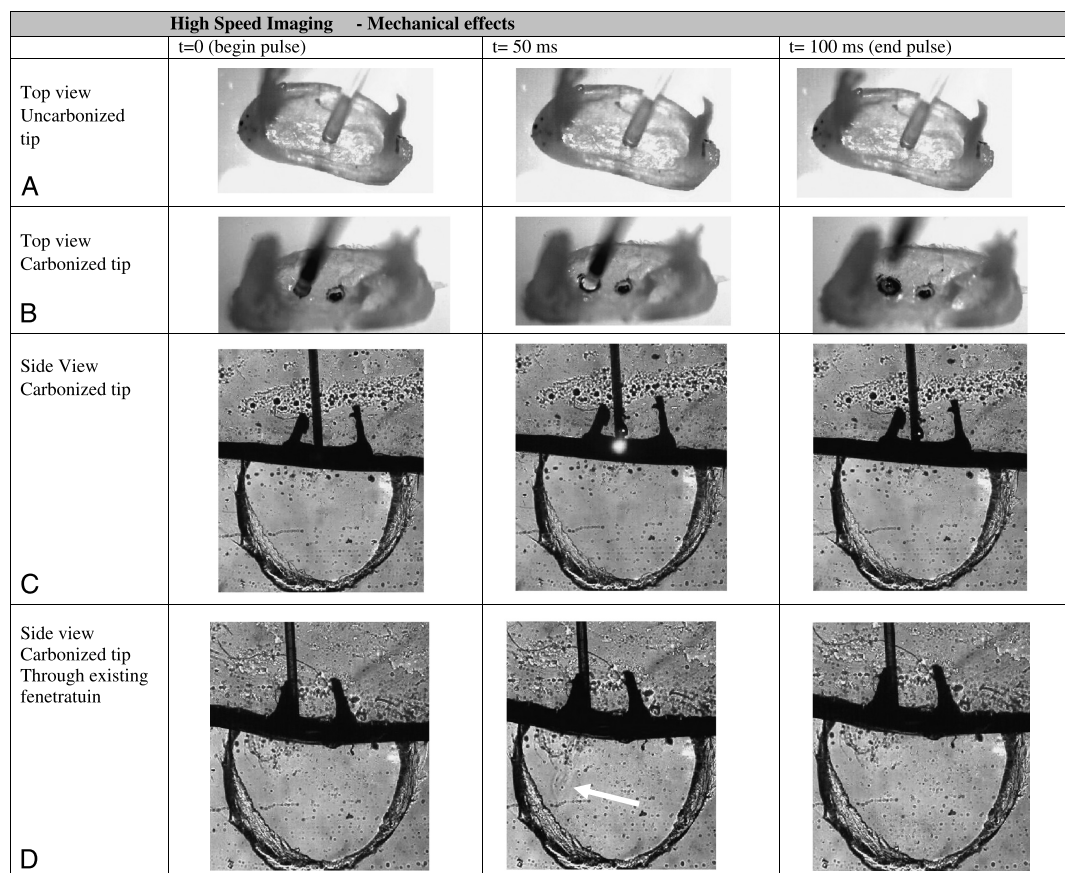 High Speed Imaging - Mechanical effects
t=0 (begin pulse) t= 50 ms t= 100 ms (end pulse)
Top view
Uncarbonized
tip
A
Top view
Carbonized tip
B
Side View
Carbonized tip
C
Side view
Carbonized tip
Through existing
fenetratuin
D